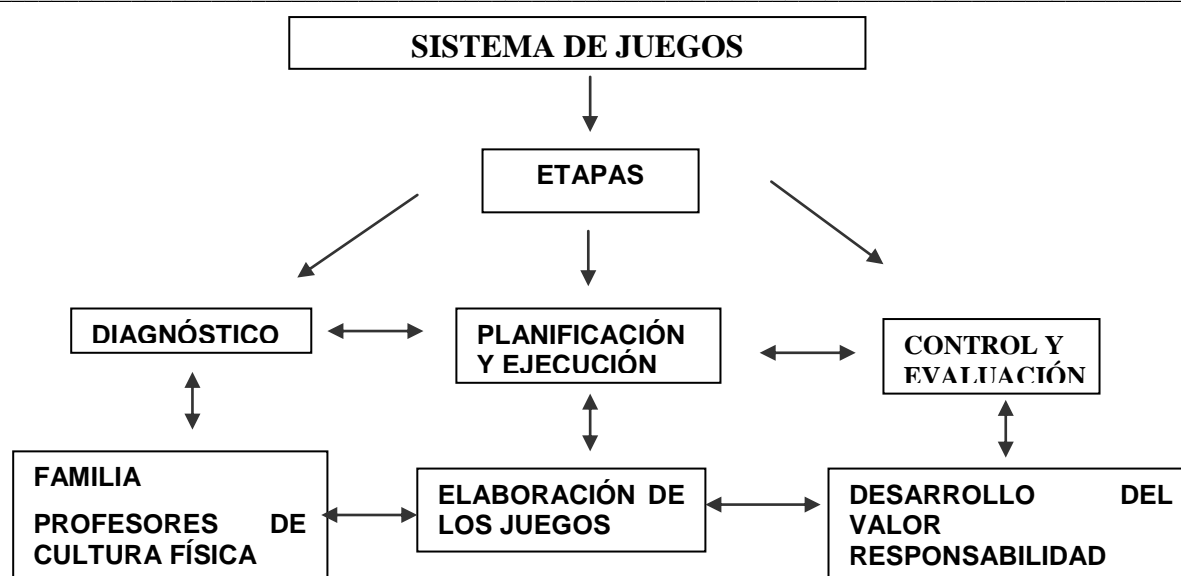 SISTEMA DE JUEGOS
ETAPAS
DIAGNÓSTICO
PLANIFICACIÓN
Y EJECUCIÓN
CONTROL Y
EVALUACIÓN
FAMILIA
PROFESORES DE
CULTURA FÍSICA
ELABORACIÓN DE
LOS JUEGOS
DESARROLLO DEL
VALOR
RESPONSABILIDAD